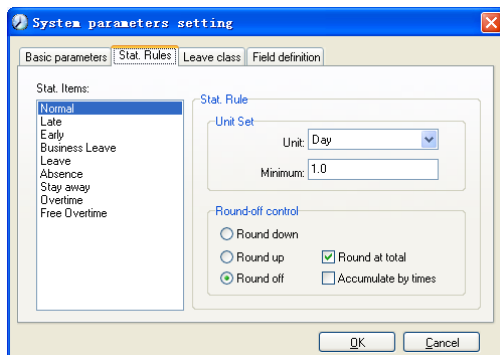 System parameters setting
Basic parameters Stat. Rules Leave class Field definition
Stat. Items:
Normal
Late
Early
Business Leave
Leave
Absence
Stay away
Overtime
Free Overtime
Stat. Rule
Unit Set
Unit: Day
Minimum: 1.0
Round-off control
Round down
Round up Round at total
Round off Accumulate by times
OK Cancel